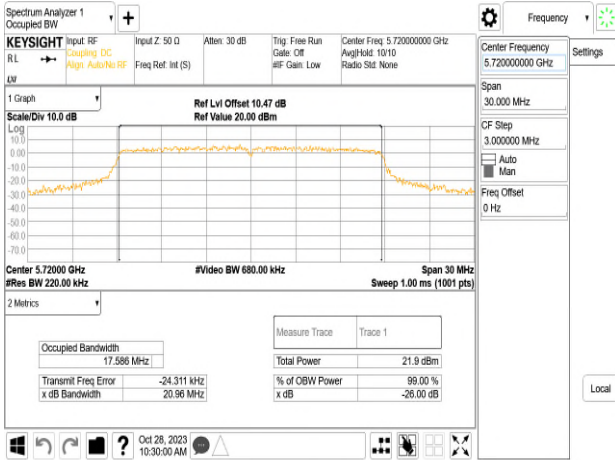 Spectrum Analyzer 1
Occupied BW
Frequency
KEYSIGHT
RL
Input: RF
Coupling: DC
Align: Auto/No RF
Input Z: 50 Ω
Freq Ref: Int (S)
Atten: 30 dB
Trig: Free Run
Gate: Off
#IF Gain: Low
Center Freq: 5.720000000 GHz
Avg|Hold: 10/10
Radio Std: None
Center Frequency
5.720000000 GHz
Settings
Span
30.000 MHz
CF Step
3.000000 MHz
Auto
Man
Freq Offset
0 Hz
Local
1 Graph
Scale/Div 10.0 dB
Ref Lvl Offset 10.47 dB
Ref Value 20.00 dBm
Log
10.0
0.00
-10.0
-20.0
-30.0
-40.0
-50.0
-60.0
-70.0
Center 5.72000 GHz
#Res BW 220.00 kHz
#Video BW 680.00 kHz
Span 30 MHz
Sweep 1.00 ms (1001 pts)
2 Metrics
Measure Trace
Trace 1
Occupied Bandwidth
17.586 MHz
Total Power
21.9 dBm
Transmit Freq Error
-24.311 kHz
% of OBW Power
99.00 %
x dB Bandwidth
20.96 MHz
x dB
-26.00 dB
?
Oct 28, 2023
10:30:00 AM